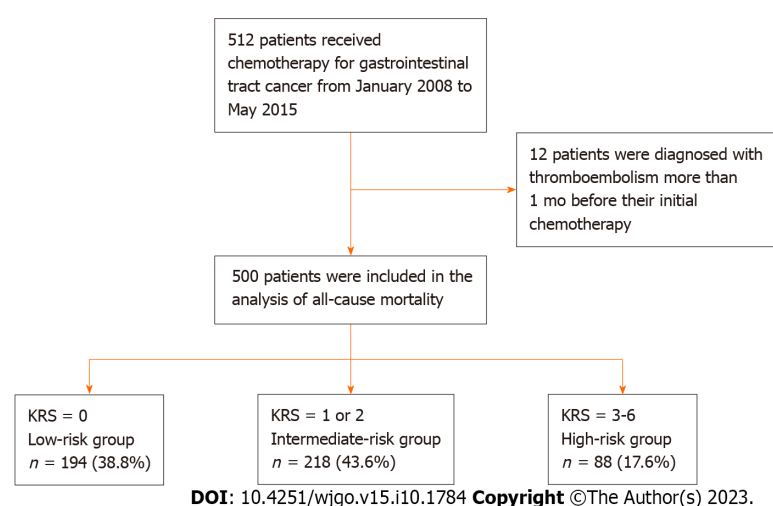 512 patients received
chemotherapy for gastrointestinal
tract cancer from January 2008 to
May 2015
12 patients were diagnosed with
thromboembolism more than
1 mo before their initial
chemotherapy
500 patients were included in the
analysis of all-cause mortality
KRS = 0
Low-risk group
n = 194 (38.8%)
KRS = 1 or 2
Intermediate-risk group
n = 218 (43.6%)
KRS = 3-6
High-risk group
n = 88 (17.6%)
DOI: 10.4251/wjgo.v15.i10.1784 Copyright ©The Author(s) 2023.